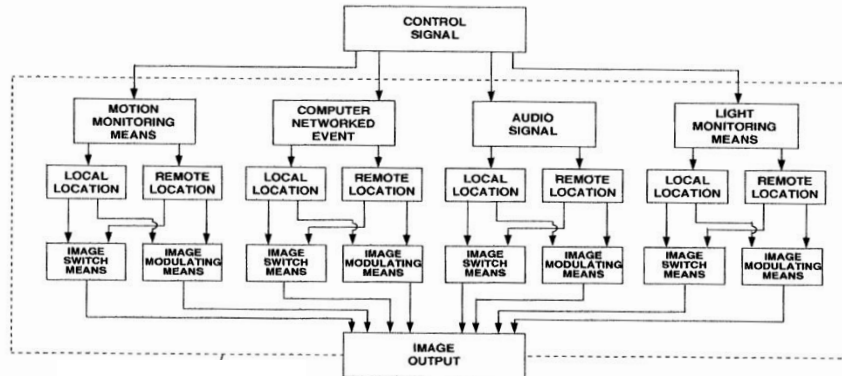 CONTROL
SIGNAL
MOTION
MONITORING
MEANS
COMPUTER
NETWORKED
EVENT
AUDIO
SIGNAL
LIGHT
MONITORING
MEANS
LOCAL
LOCATION
REMOTE
LOCATION
LOCAL
LOCATION
REMOTE
LOCATION
LOCAL
LOCATION
REMOTE
LOCATION
LOCAL
LOCATION
REMOTE
LOCATION
IMAGE
SWITCH
MEANS
IMAGE
MODULATING
MEANS
IMAGE
SWITCH
MEANS
IMAGE
MODULATING
MEANS
IMAGE
SWITCH
MEANS
IMAGE
MODULATING
MEANS
IMAGE
SWITCH
MEANS
IMAGE
MODULATING
MEANS
IMAGE
OUTPUT